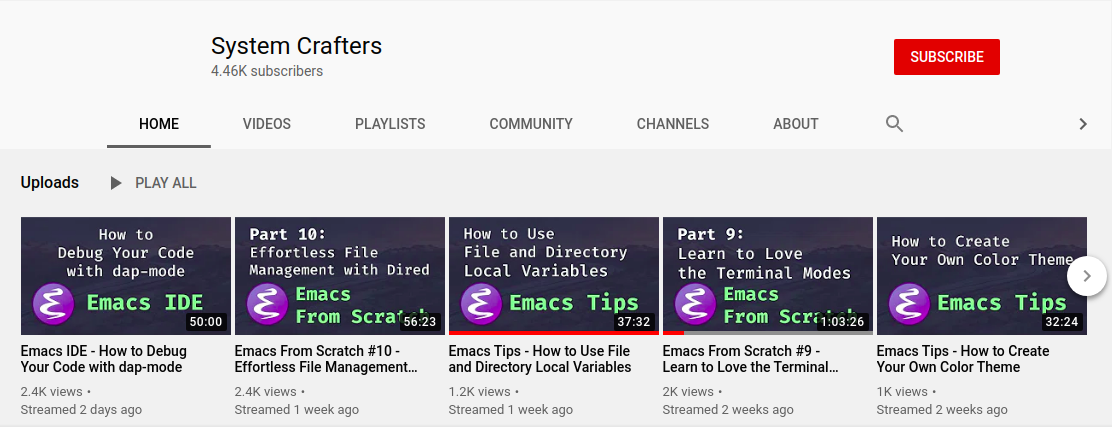 System Crafters
4.46K subscribers
SUBSCRIBE
HOME VIDEOS PLAYLISTS COMMUNITY CHANNELS ABOUT
Uploads PLAY ALL
How to
Debug Your Code
with dap-mode
Emacs IDE
50:00
Part 10:
Effortless File
Management with Dired
Emacs
From Scratch
56:23
How to Use
File and Directory
Local Variables
Emacs Tips
37:32
Part 9:
Learn to Love
the Terminal Modes
Emacs
From Scratch
1:03:26
How to Create
Your Own Color Theme
Emacs Tips
32:24
Emacs IDE - How to Debug
Your Code with dap-mode
2.4K views •
Streamed 2 days ago
Emacs From Scratch #10 -
Effortless File Management…
2.4K views •
Streamed 1 week ago
Emacs Tips - How to Use File
and Directory Local Variables
1.2K views •
Streamed 1 week ago
Emacs From Scratch #9 -
Learn to Love the Terminal…
2K views •
Streamed 2 weeks ago
Emacs Tips - How to Create
Your Own Color Theme
1K views •
Streamed 2 weeks ago